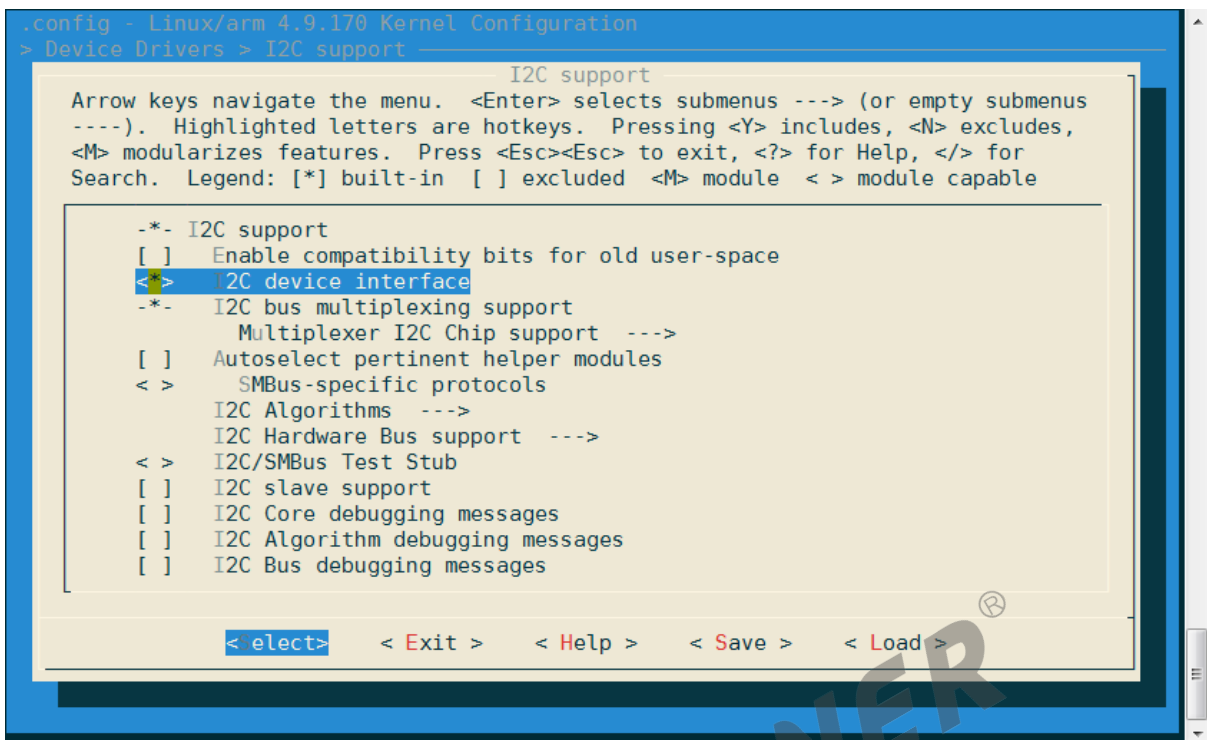 .config - Linux/arm 4.9.170 Kernel Configuration
> Device Drivers > I2C support
I2C support
Arrow keys navigate the menu.  <Enter> selects submenus ---> (or empty submenus
----).  Highlighted letters are hotkeys.  Pressing <Y> includes, <N> excludes,
<M> modularizes features.  Press <Esc><Esc> to exit, <?> for Help, </> for
Search.  Legend: [*] built-in  [ ] excluded  <M> module  < > module capable
-*- I2C support
[ ]   Enable compatibility bits for old user-space
<*>   I2C device interface
-*-   I2C bus multiplexing support
Multiplexer I2C Chip support  --->
[ ]   Autoselect pertinent helper modules
< >     SMBus-specific protocols
I2C Algorithms  --->
I2C Hardware Bus support  --->
< >   I2C/SMBus Test Stub
[ ]   I2C slave support
[ ]   I2C Core debugging messages
[ ]   I2C Algorithm debugging messages
[ ]   I2C Bus debugging messages
<Select>    < Exit >    < Help >    < Save >    < Load >
NER®